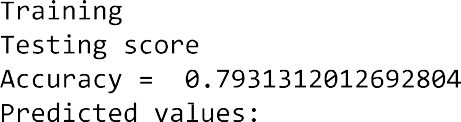 Training
Testing score
Accuracy =  0.7931312012692804
Predicted values: